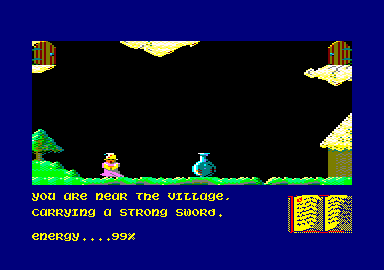 you are near the village,
carrying a strong sword.
energy....99%